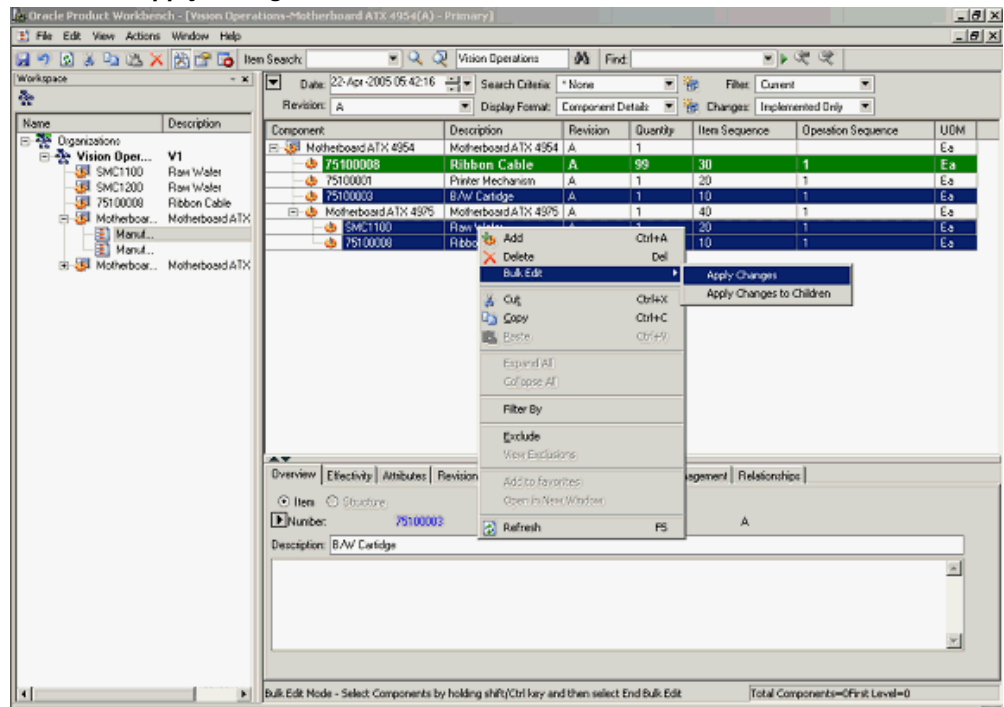 Oracle Product Workbench - [Vision Operations-Motherboard ATX 4954(A) - Primary]
File Edit View Actions Window Help
Item Search: Vision Operations Find:
Workspace
Name Description
Organizations
Vision Oper... V1
SMC1100 Raw Wafer
SMC1200 Raw Wafer
75100008 Ribbon Cable
Motherboar... Motherboard ATX
Manuf...
Manuf...
Motherboar... Motherboard ATX
Date: 22-Apr-2005 05:42:16 Search Criteria: * None Filter: Current
Revision: A Display Format: Component Details Changes: Implemented Only
Component Description Revision Quantity Item Sequence Operation Sequence UOM
Motherboard ATX 4954 Motherboard ATX 4954 A 1 Ea
75100008 Ribbon Cable A 99 30 1 Ea
75100001 Printer Mechanism A 1 20 1 Ea
75100003 B/W Cartidge A 1 10 1 Ea
Motherboard ATX 4975 Motherboard ATX 4975 A 1 40 1 Ea
SMC1100 Raw 1 20 1 Ea
75100008 Ribbo 1 10 1 Ea
Add Ctrl+A
Delete Del
Bulk Edit
Apply Changes
Apply Changes to Children
Cut Ctrl+X
Copy Ctrl+C
Paste Ctrl+V
Expand All
Collapse All
Filter By
Exclude
View Exclusions
Add to favorites
Open in New Window
Refresh F5
Overview Effectivity Attributes Revision agement Relationships
Item Structure
Number: 75100003 A
Description: B/W Cartidge
Bulk Edit Mode - Select Components by holding shift/Ctrl key and then select End Bulk Edit Total Components=0First Level=0